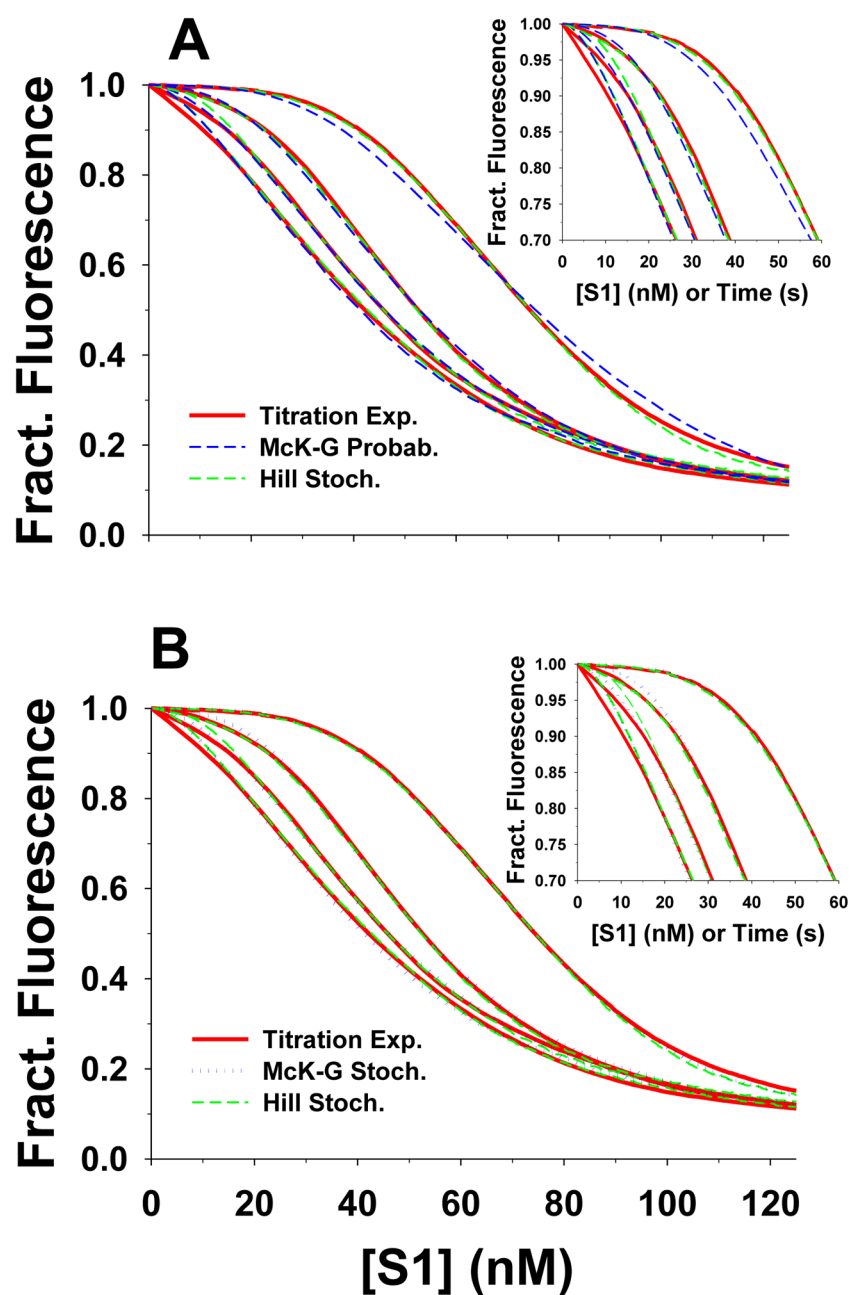 A
Fract. Fluorescence
1.0
0.8
0.6
0.4
0.2
0.0
Titration Exp.
McK-G Probab.
Hill Stoch.
Fract. Fluorescence
1.00
0.95
0.90
0.85
0.80
0.75
0.70
0 10 20 30 40 50 60
[S1] (nM) or Time (s)
B
Fract. Fluorescence
1.0
0.8
0.6
0.4
0.2
0.0
Titration Exp.
McK-G Stoch.
Hill Stoch.
0 20 40 60 80 100 120
[S1] (nM)
Fract. Fluorescence
1.00
0.95
0.90
0.85
0.80
0.75
0.70
0 10 20 30 40 50 60
[S1] (nM) or Time (s)